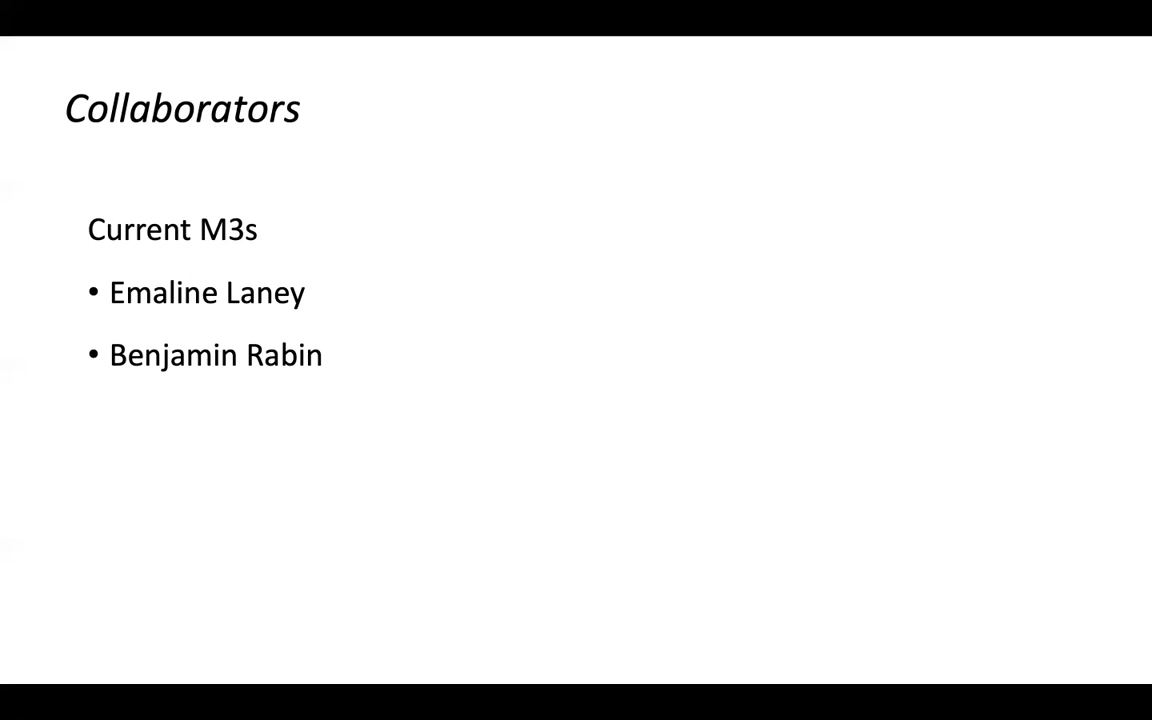 Collaborators
Current M3s
• Emaline Laney
• Benjamin Rabin